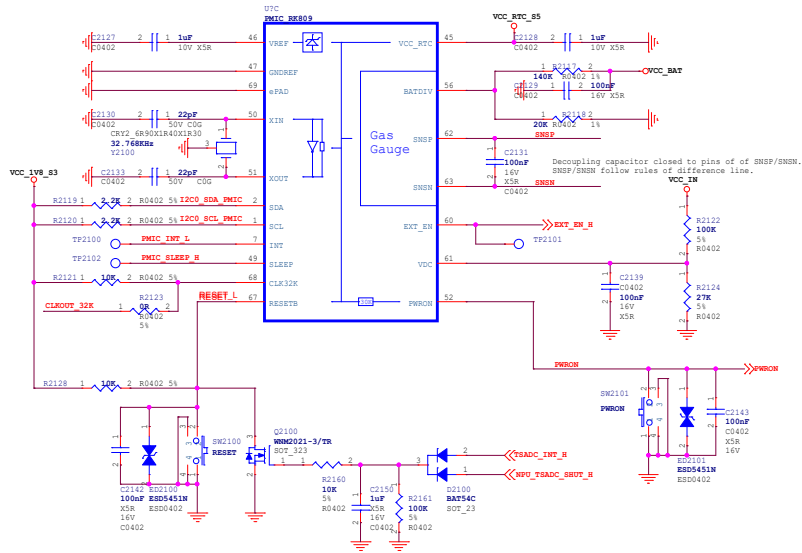 U?C
PMIC_RK809
VCC_RTC_S5
C2127 1uF 46 VREF VCC_RTC 45 C2128 1uF
C0402 10V X5R C0402 10V X5R
47 GNDREF R2117 VCC_BAT
140K R0402 1%
69 ePAD BATDIV 56 C2129 100nF
C0402 16V X5R
C2130 22pF 50 XIN R2118
C0402 50V C0G 20K R0402 1%
CRY2_6R90X1R40X1R30
32.768KHz 3
Y2100
Gas
Gauge
SNSP 62 SNSP
C2131
100nF
16V
X5R
C0402
Decoupling capacitor closed to pins of of SNSP/SNSN.
SNSP/SNSN follow rules of difference line.
C2133 22pF 51 XOUT SNSN 63 SNSN
C0402 50V C0G
VCC_1V8_S3
VCC_IN
R2119 1 2.2K 2 R0402 5% I2C0_SDA_PMIC 2 SDA
R2120 1 2.2K 2 R0402 5% I2C0_SCL_PMIC 1 SCL EXT_EN 60 EXT_EN_H
R2122
100K
5%
R0402
TP2100 PMIC_INT_L 7 INT TP2101
TP2102 PMIC_SLEEP_H 49 SLEEP VDC 61
R2121 1 10K 2 R0402 5% 68 CLK32K
C2139
C0402
100nF
16V
X5R
R2124
27K
5%
R0402
R2123
CLKOUT_32K 1 0R 2
R0402
5%
RESET_L 67 RESETB PWRON 52
R2128 1 10K 2 R0402 5%
PWRON PWRON
SW2101
PWRON
C2143
100nF
C0402
X5R
16V
ED2101
ESD5451N
ESD0402
SW2100
RESET
C2142
100nF
X5R
16V
C0402
ED2100
ESD5451N
ESD0402
Q2100
WNM2021-3/TR
SOT_323
R2160
10K
5%
R0402
C2150
1uF
X5R
16V
C0402
R2161
100K
5%
R0402
3 2 TSADC_INT_H
1 NPU_TSADC_SHUT_H
D2100
BAT54C
SOT_23